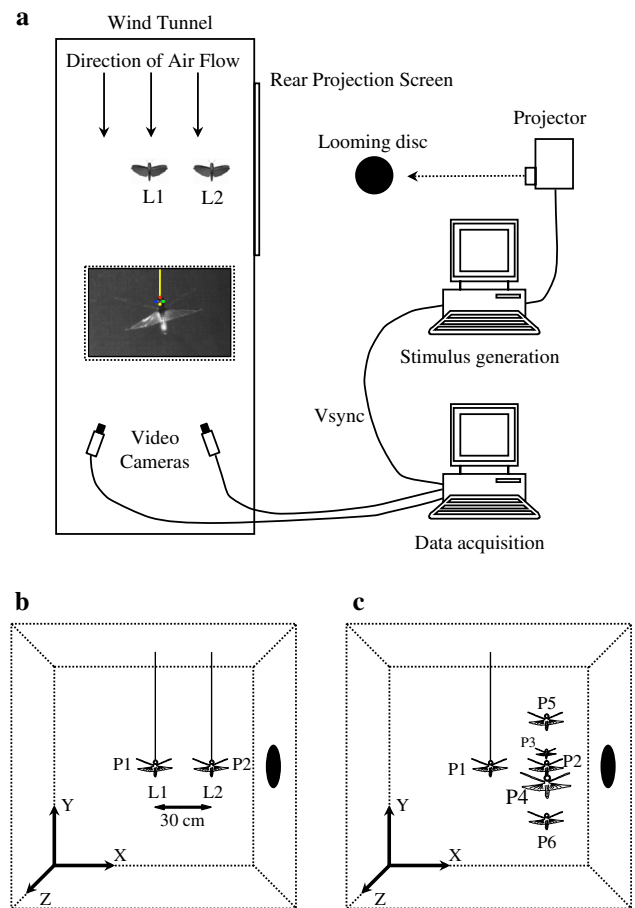 a
Wind Tunnel
Direction of Air Flow
Rear Projection Screen
Projector
Looming disc
L1
L2
Stimulus generation
Vsync
Video
Cameras
Data acquisition
b
P1
P2
L1
L2
30 cm
Y
X
Z
c
P5
P3
P1
P2
P4
P6
Y
X
Z